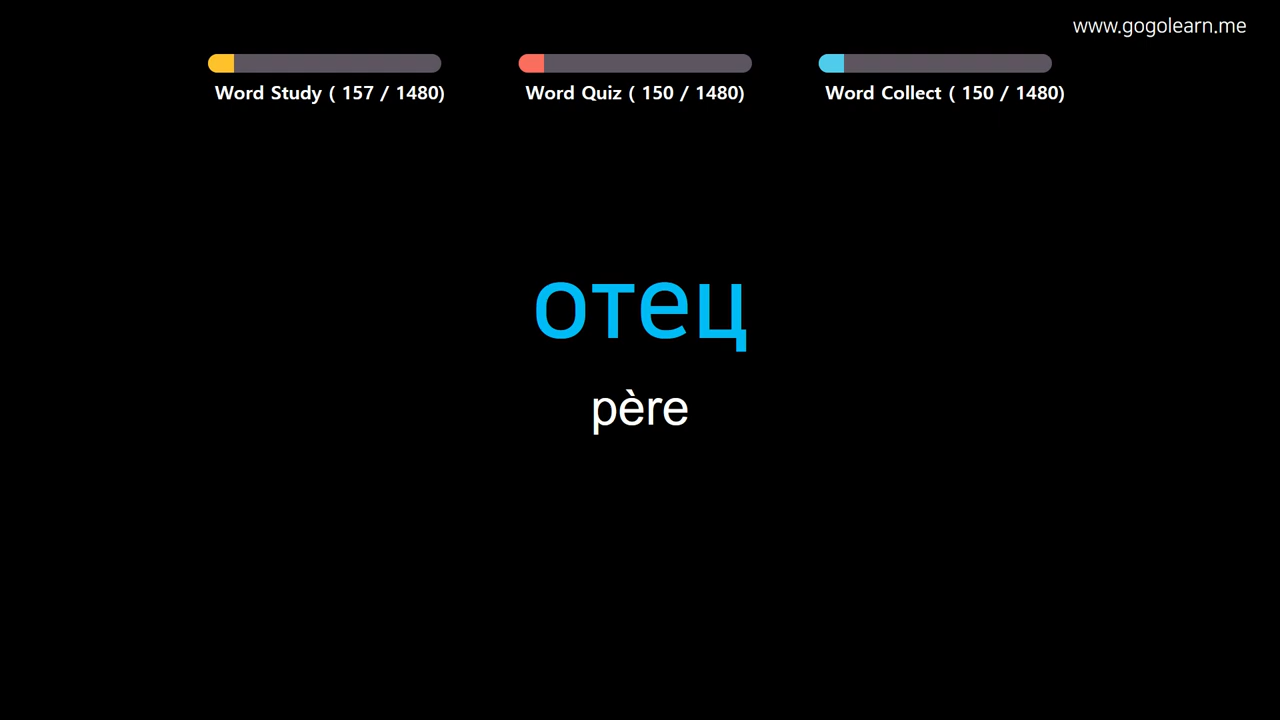 www.gogolearn.me
Word Study ( 157 / 1480)
Word Quiz ( 150 / 1480)
Word Collect ( 150 / 1480)
отец
père